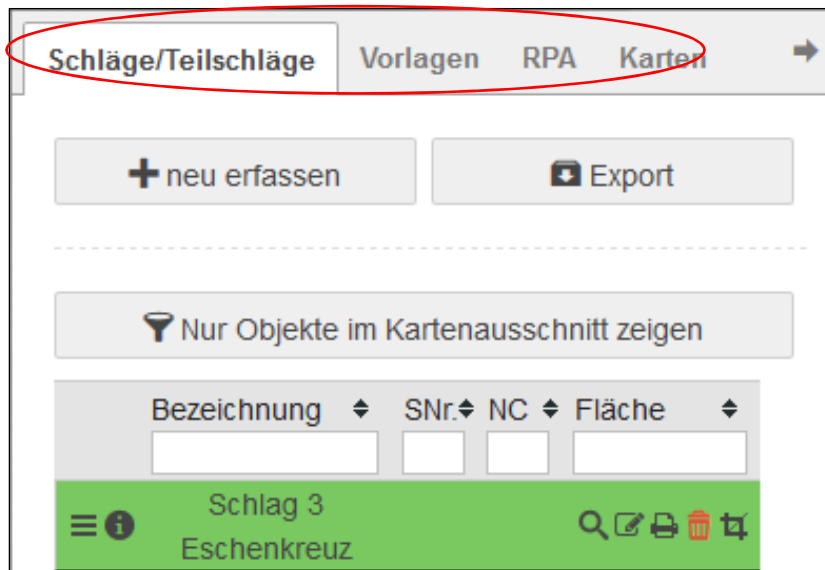 Schläge/Teilschläge Vorlagen RPA Karten
neu erfassen Export
Nur Objekte im Kartenausschnitt zeigen
Bezeichnung SNr. NC Fläche
Schlag 3
Eschenkreuz